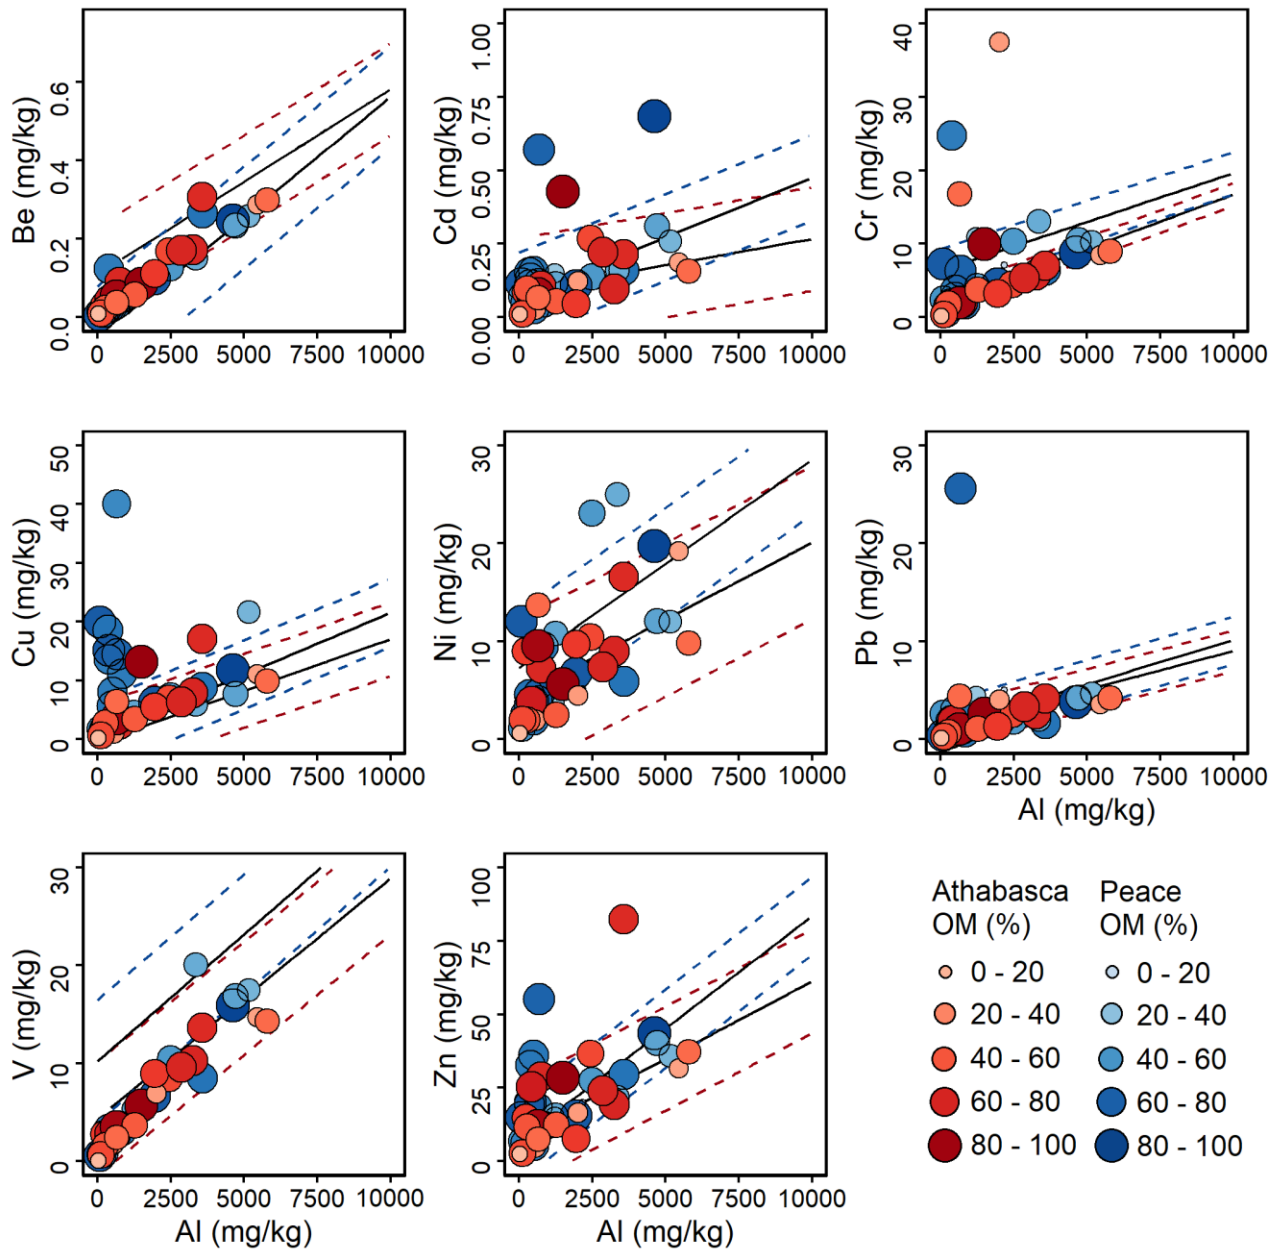 Be (mg/kg)
0.0 0.2 0.4 0.6
0 2500 5000 7500 10000
Cd (mg/kg)
0.00 0.25 0.50 0.75 1.00
0 2500 5000 7500 10000
Cr (mg/kg)
0 10 20 30 40
0 2500 5000 7500 10000
Cu (mg/kg)
0 10 20 30 40 50
0 2500 5000 7500 10000
Ni (mg/kg)
0 10 20 30
0 2500 5000 7500 10000
Pb (mg/kg)
0 10 20 30
0 2500 5000 7500 10000
Al (mg/kg)
V (mg/kg)
0 10 20 30
0 2500 5000 7500 10000
Al (mg/kg)
Zn (mg/kg)
0 25 50 75 100
0 2500 5000 7500 10000
Al (mg/kg)
Athabasca Peace
OM (%) OM (%)
0 - 20 0 - 20
20 - 40 20 - 40
40 - 60 40 - 60
60 - 80 60 - 80
80 - 100 80 - 100